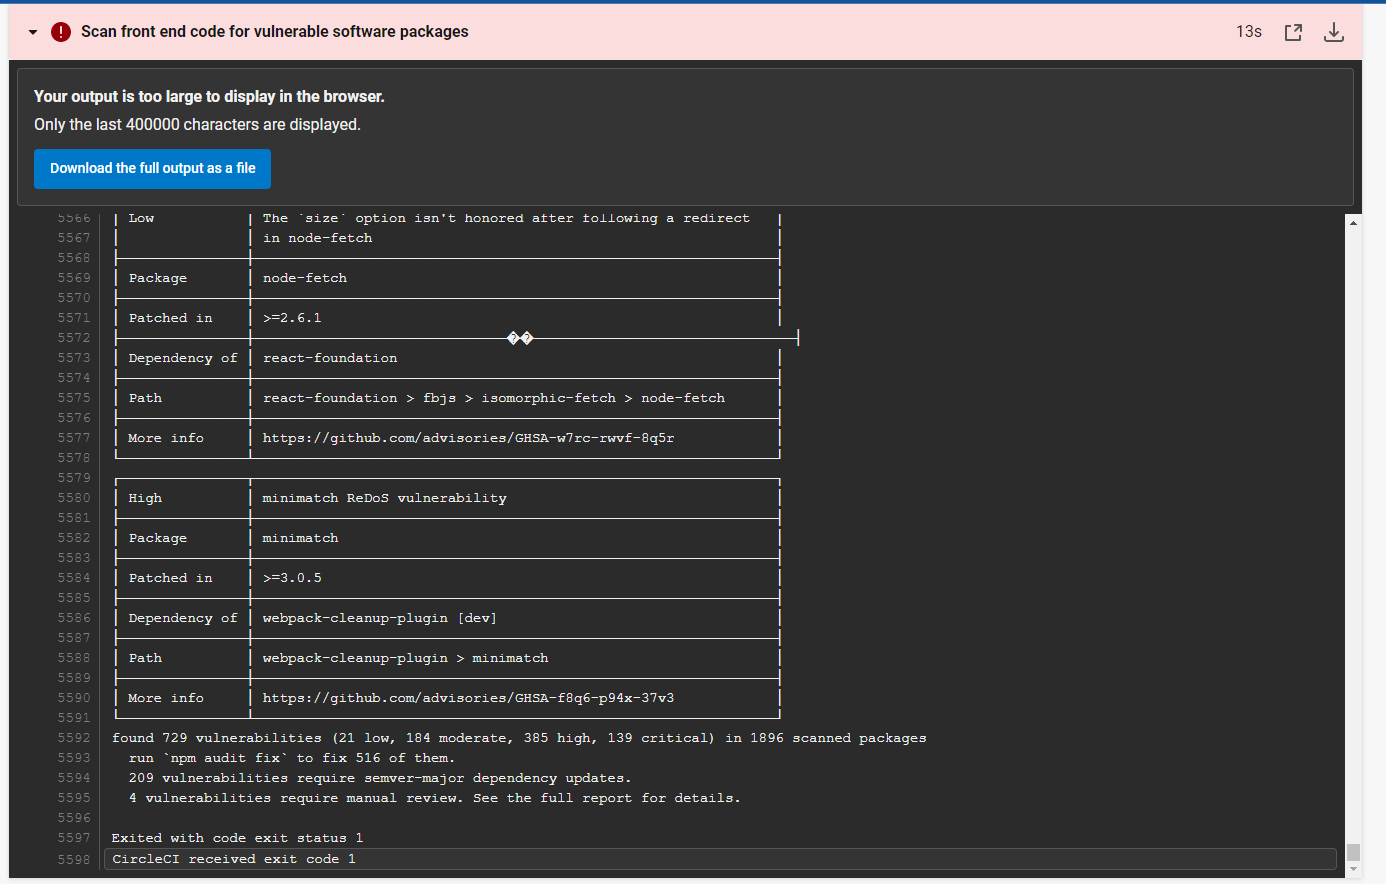 Scan front end code for vulnerable software packages
13s
Your output is too large to display in the browser.
Only the last 400000 characters are displayed.
Download the full output as a file
5566 | Low | The `size` option isn't honored after following a redirect |
5567 | | in node-fetch |
5568
5569 | Package | node-fetch |
5570
5571 | Patched in | >=2.6.1 |
5572 ��
5573 | Dependency of | react-foundation |
5574
5575 | Path | react-foundation > fbjs > isomorphic-fetch > node-fetch |
5576
5577 | More info | https://github.com/advisories/GHSA-w7rc-rwvf-8q5r |
5578
5579
5580 | High | minimatch ReDoS vulnerability |
5581
5582 | Package | minimatch |
5583
5584 | Patched in | >=3.0.5 |
5585
5586 | Dependency of | webpack-cleanup-plugin [dev] |
5587
5588 | Path | webpack-cleanup-plugin > minimatch |
5589
5590 | More info | https://github.com/advisories/GHSA-f8q6-p94x-37v3 |
5591
5592 found 729 vulnerabilities (21 low, 184 moderate, 385 high, 139 critical) in 1896 scanned packages
5593 run `npm audit fix` to fix 516 of them.
5594 209 vulnerabilities require semver-major dependency updates.
5595 4 vulnerabilities require manual review. See the full report for details.
5596
5597 Exited with code exit status 1
5598 CircleCI received exit code 1